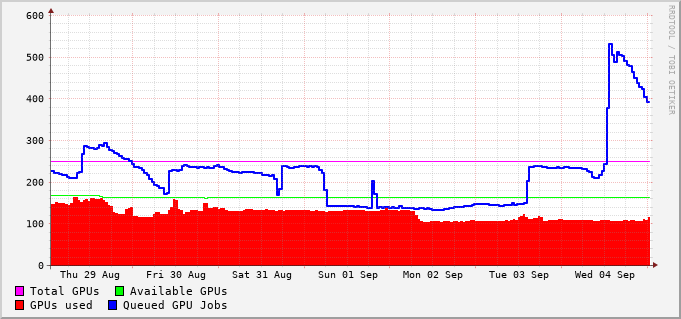 600
500
400
300
200
100
0
Thu 29 Aug Fri 30 Aug Sat 31 Aug Sun 01 Sep Mon 02 Sep Tue 03 Sep Wed 04 Sep
Total GPUs Available GPUs
GPUs used Queued GPU Jobs
RRDTOOL / TOBI OETIKER